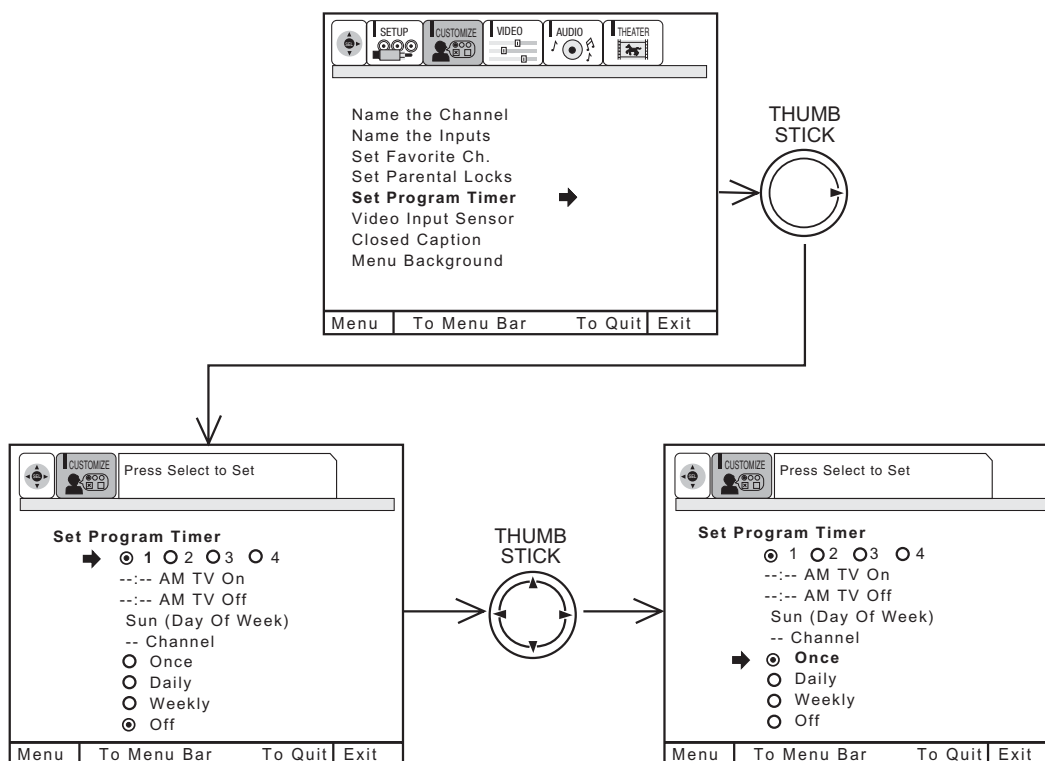 SETUP CUSTOMIZE VIDEO AUDIO THEATER
SEL
Name the Channel
Name the Inputs
Set Favorite Ch.
Set Parental Locks
Set Program Timer
Video Input Sensor
Closed Caption
Menu Background
Menu To Menu Bar To Quit Exit
THUMB
STICK
SEL CUSTOMIZE Press Select to Set
Set Program Timer
1 2 3 4
--:-- AM TV On
--:-- AM TV Off
Sun (Day Of Week)
-- Channel
Once
Daily
Weekly
Off
Menu To Menu Bar To Quit Exit
THUMB
STICK
SEL CUSTOMIZE Press Select to Set
Set Program Timer
1 2 3 4
--:-- AM TV On
--:-- AM TV Off
Sun (Day Of Week)
-- Channel
Once
Daily
Weekly
Off
Menu To Menu Bar To Quit Exit